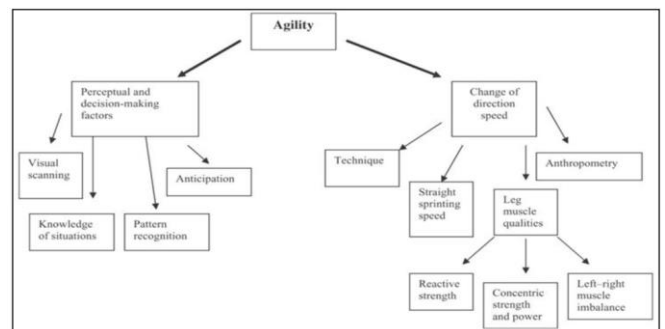 Agility
Perceptual and
decision-making
factors
Change of
direction
speed
Visual
scanning
Anticipation
Knowledge
of situations
Pattern
recognition
Technique
Straight
sprinting
speed
Anthropometry
Leg
muscle
qualities
Reactive
strength
Concentric
strength
and power
Left–right
muscle
imbalance